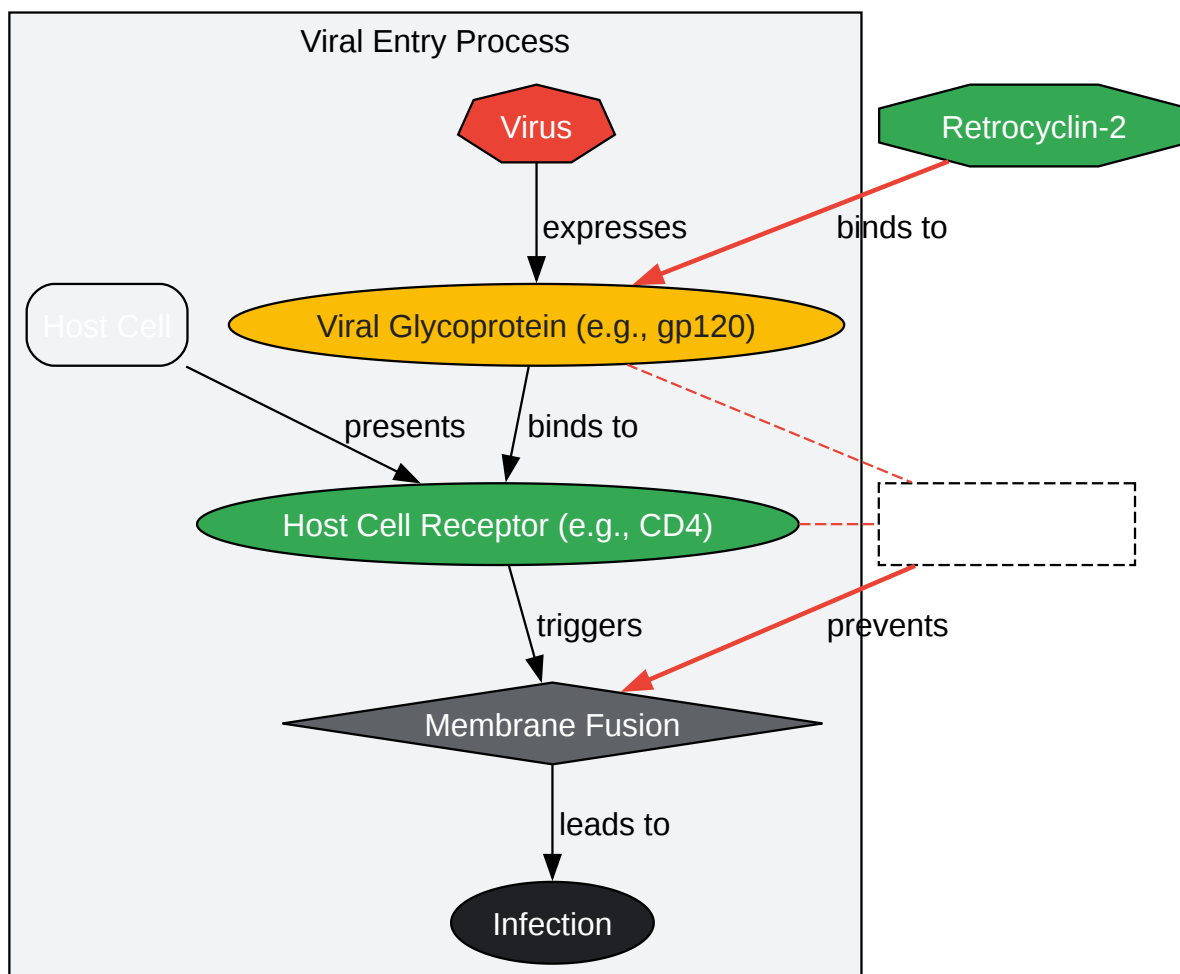 Viral Entry Process
Virus
Retrocyclin-2
expresses
binds to
Host Cell
Viral Glycoprotein (e.g., gp120)
presents
binds to
Host Cell Receptor (e.g., CD4)
triggers
prevents
Membrane Fusion
leads to
Infection